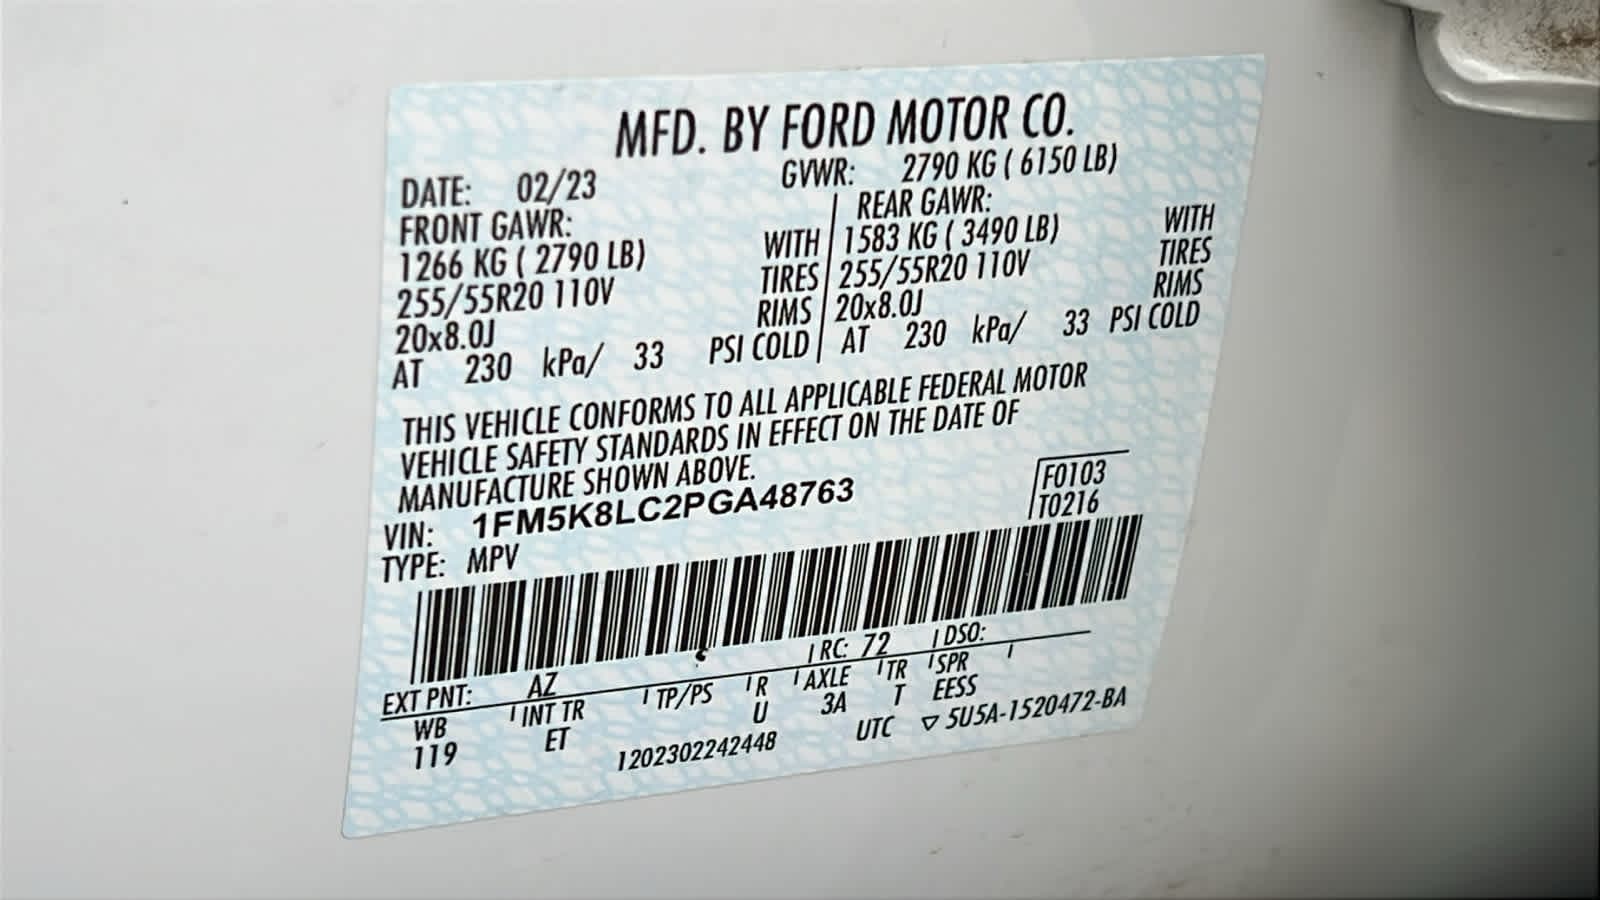 MFD. BY FORD MOTOR CO.
DATE: 02/23 GVWR: 2790 KG ( 6150 LB)
FRONT GAWR: REAR GAWR:
1266 KG ( 2790 LB) WITH 1583 KG ( 3490 LB) WITH
255/55R20 110V TIRES 255/55R20 110V TIRES
20x8.0J RIMS 20x8.0J RIMS
AT 230 kPa/ 33 PSI COLD AT 230 kPa/ 33 PSI COLD
THIS VEHICLE CONFORMS TO ALL APPLICABLE FEDERAL MOTOR
VEHICLE SAFETY STANDARDS IN EFFECT ON THE DATE OF
MANUFACTURE SHOWN ABOVE.
VIN: 1FM5K8LC2PGA48763 F0103
TYPE: MPV T0216
EXT PNT: AZ RC: 72 DSO:
WB INT TR TP/PS R AXLE TR SPR
119 ET U 3A T EESS
1202302242448 UTC ▽ 5U5A-1520472-BA